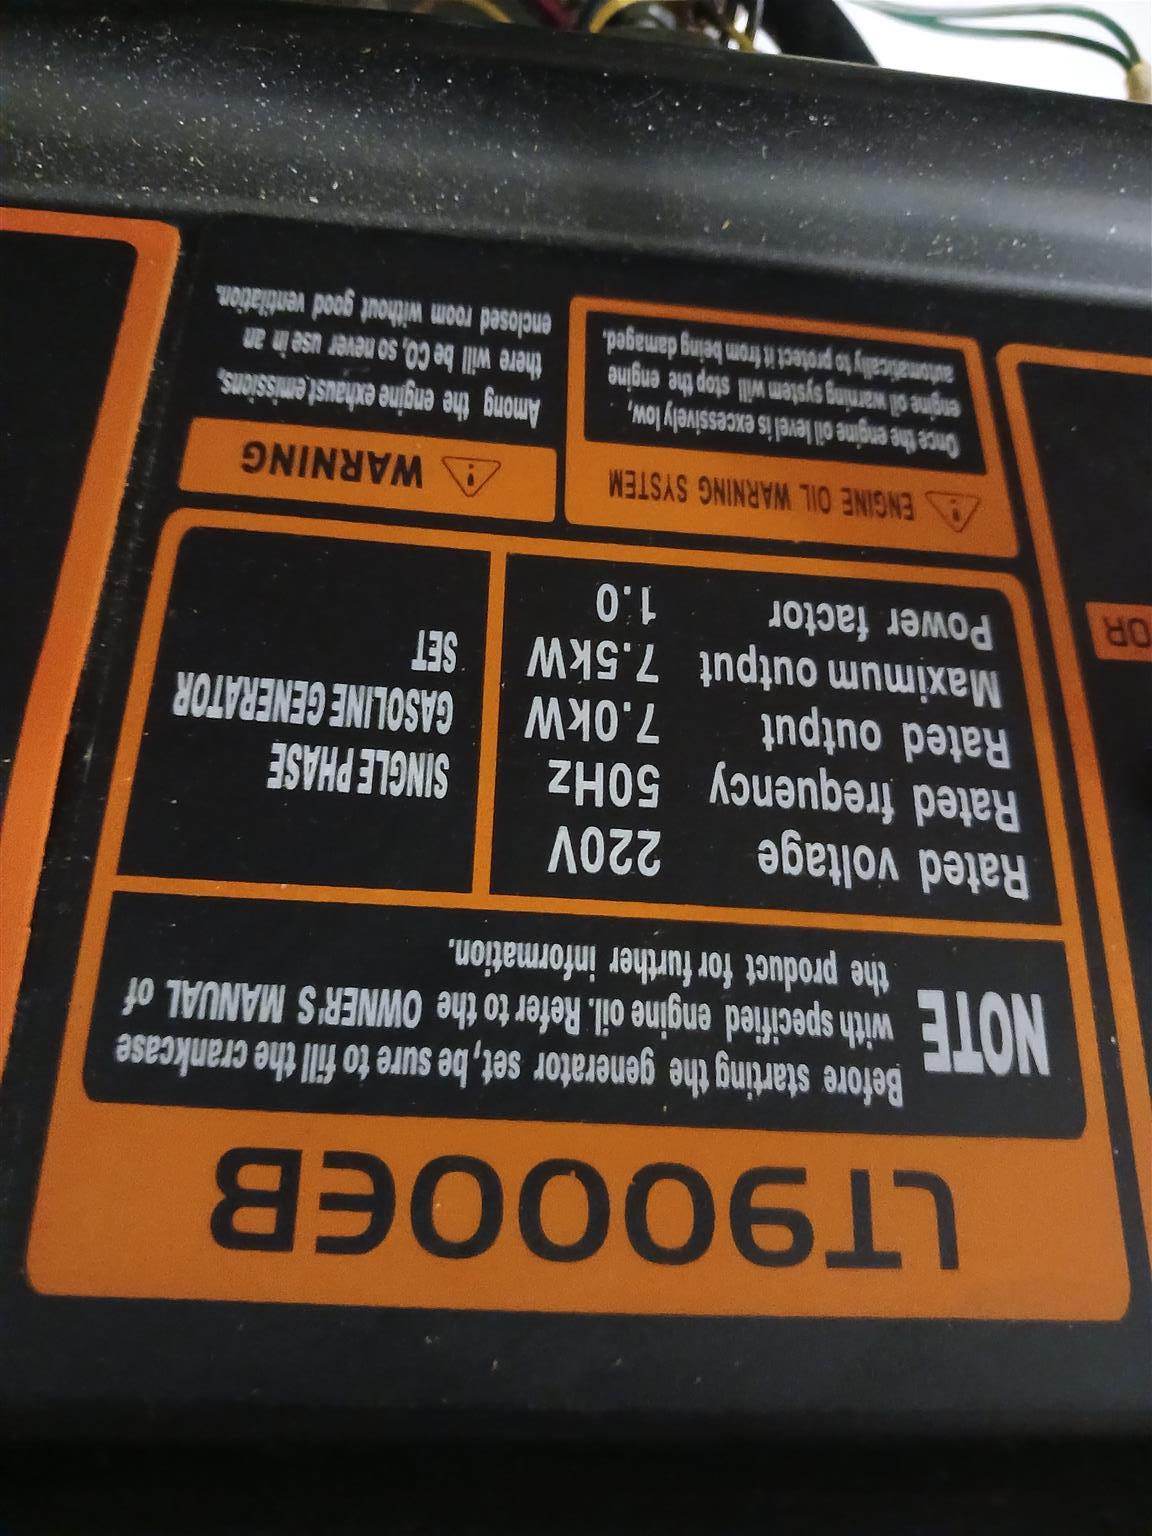 LT9000EB
NOTE
Before starting the generator set, be sure to fill the crankcase
with specified engine oil. Refer to the OWNER'S MANUAL of
the product for further information.
Rated voltage 220V
Rated frequency 50Hz
Rated output 7.0kW
Maximum output 7.5kW
Power factor 1.0
SINGLE PHASE
GASOLINE GENERATOR
SET
ENGINE OIL WARNING SYSTEM
Once the engine oil level is excessively low,
engine oil warning system will stop the engine
automatically to protect it from being damaged.
WARNING
Among the engine exhaust emissions,
there will be CO, so never use in an
enclosed room without good ventilation.
OR